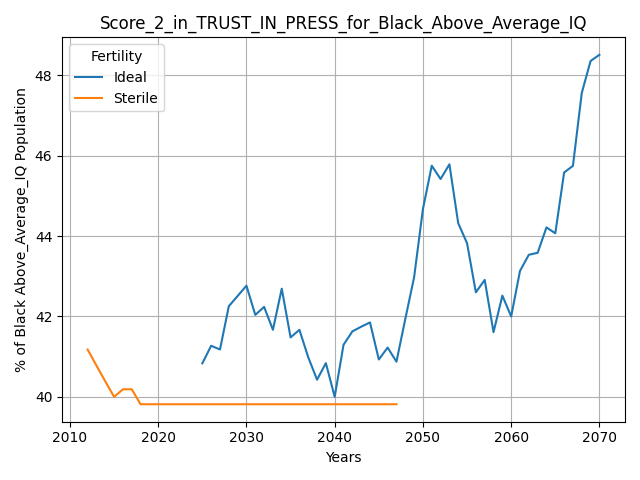 Score_2_in_TRUST_IN_PRESS_for_Black_Above_Average_IQ
Fertility
Ideal
Sterile
% of Black Above_Average_IQ Population
48
46
44
42
40
2010
2020
2030
2040
2050
2060
2070
Years